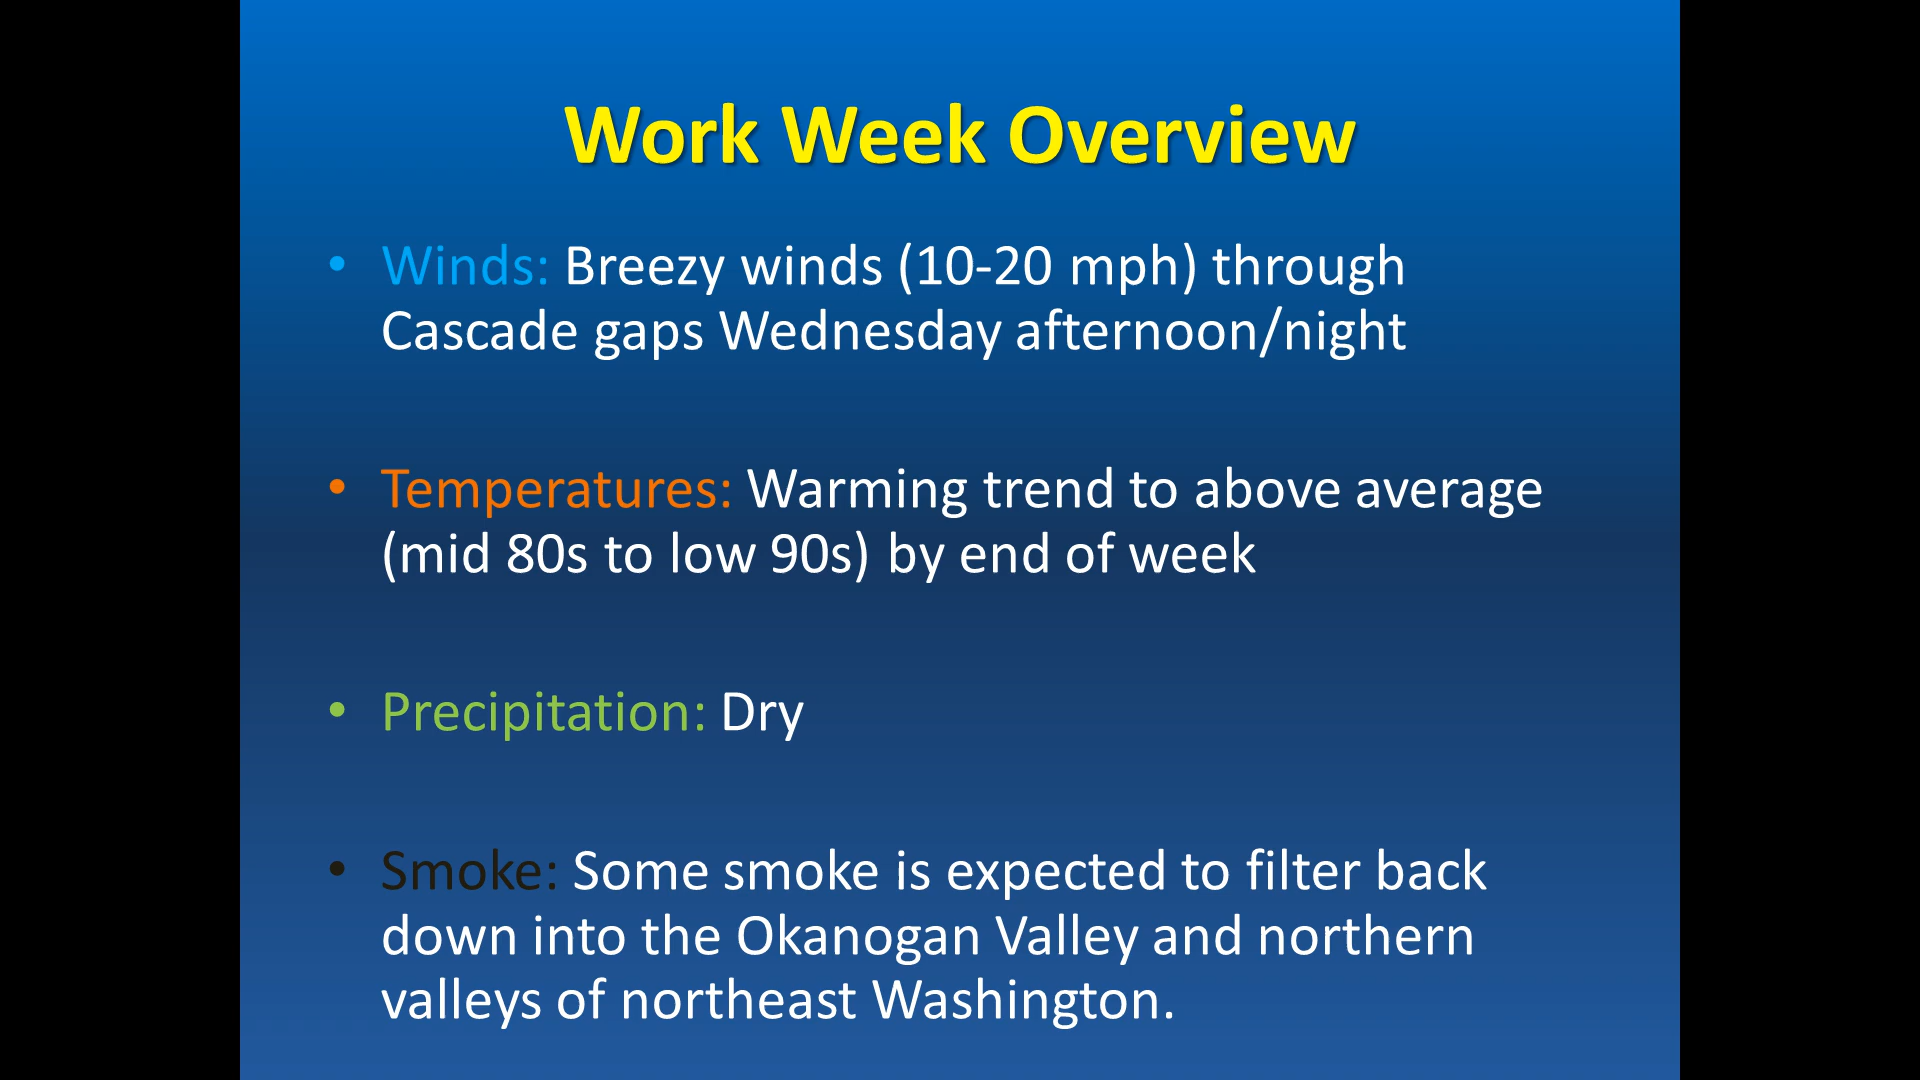 Work Week Overview
• Winds: Breezy winds (10-20 mph) through
Cascade gaps Wednesday afternoon/night
• Temperatures: Warming trend to above average
(mid 80s to low 90s) by end of week
• Precipitation: Dry
• Smoke: Some smoke is expected to filter back
down into the Okanogan Valley and northern
valleys of northeast Washington.